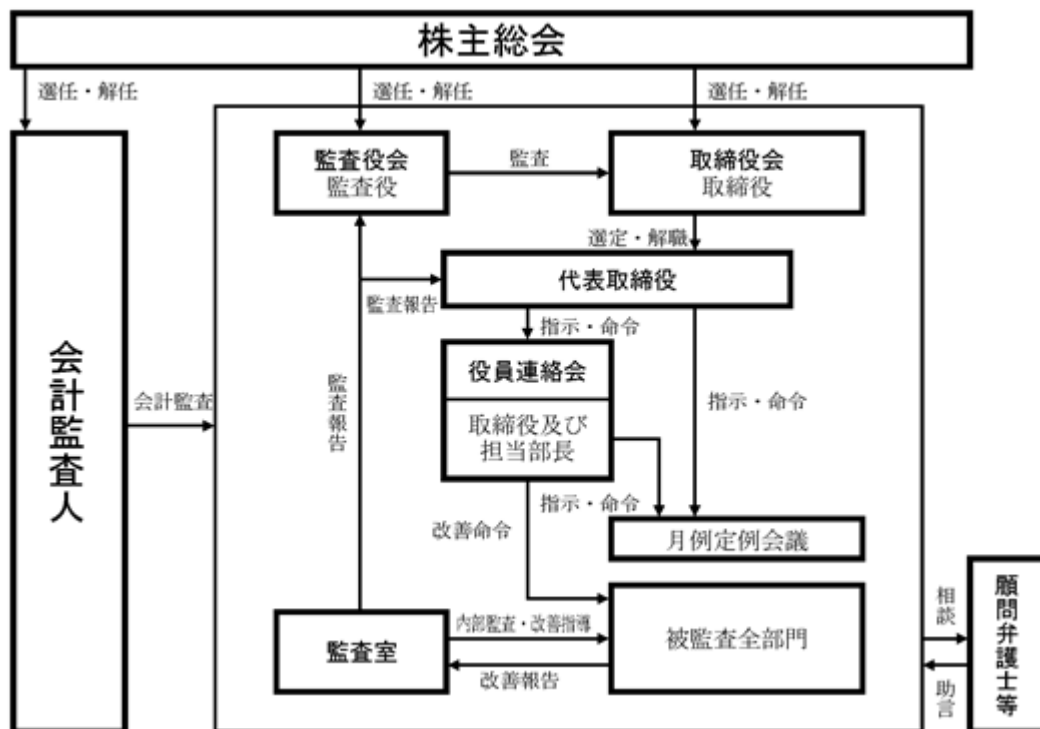 株主総会
選任・解任
選任・解任
選任・解任
監査役会
監査役
監査
取締役会
取締役
選定・解職
代表取締役
監査報告
指示・命令
役員連絡会
取締役及び
担当部長
指示・命令
監査報告
会計監査人
会計監査
指示・命令
改善命令
月例定例会議
監査室
内部監査・改善指導
改善報告
被監査全部門
相談
助言
顧問弁護士等